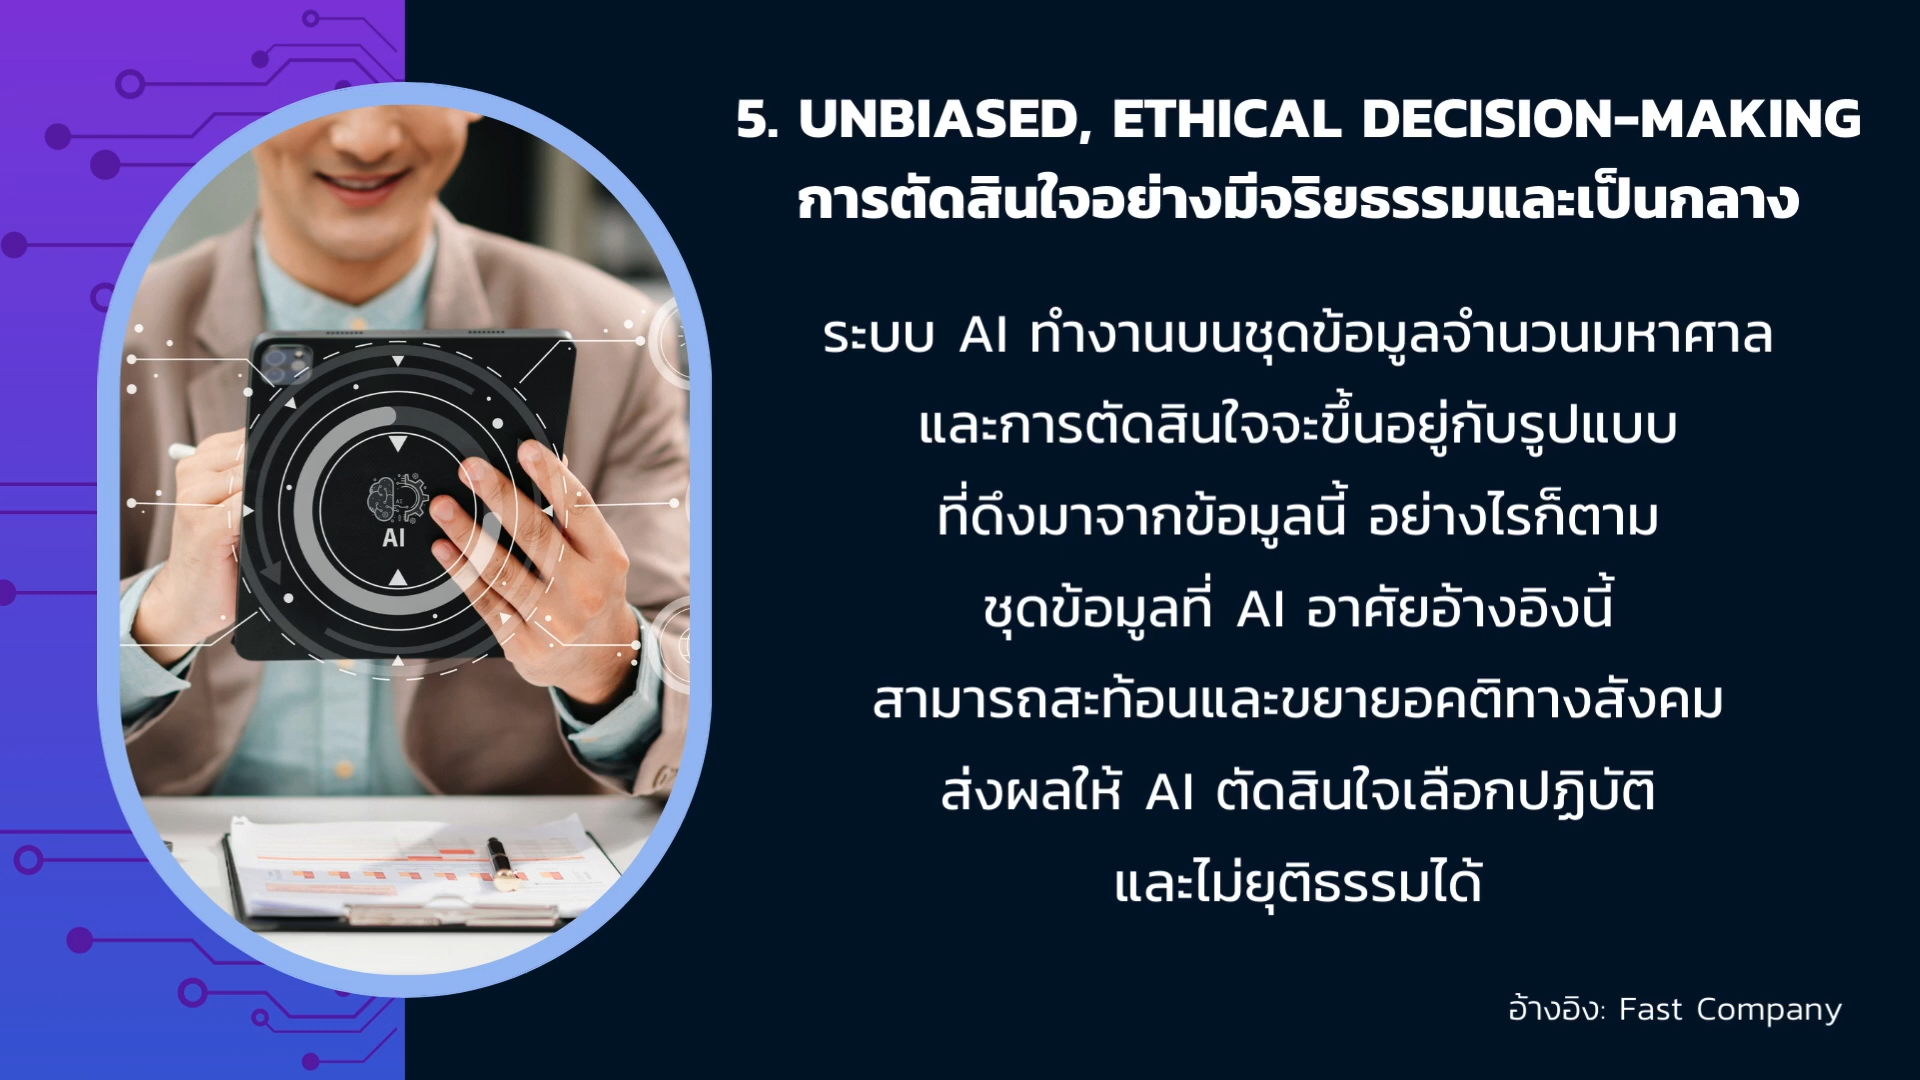 5. UNBIASED, ETHICAL DECISION-MAKING
การตัดสินใจอย่างมีจริยธรรมและเป็นกลาง
ระบบ AI ทำงานบนชุดข้อมูลจำนวนมหาศาล
และการตัดสินใจจะขึ้นอยู่กับรูปแบบ
ที่ดึงมาจากข้อมูลนี้ อย่างไรก็ตาม
ชุดข้อมูลที่ AI อาศัยอ้างอิงนี้
สามารถสะท้อนและขยายอคติทางสังคม
ส่งผลให้ AI ตัดสินใจเลือกปฏิบัติ
และไม่ยุติธรรมได้
AI
อ้างอิง: Fast Company